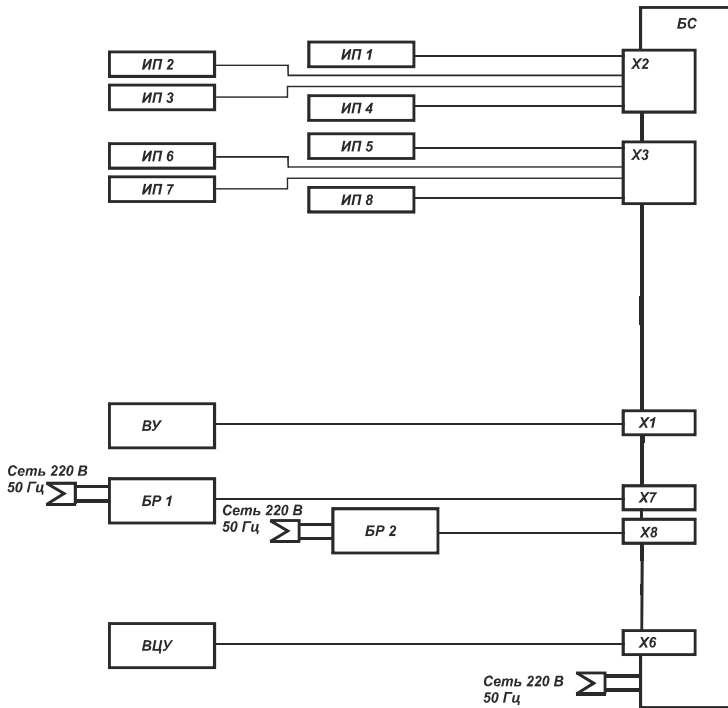 БС
ИП 1
Х2
ИП 2
ИП 3
ИП 4
ИП 5
Х3
ИП 6
ИП 7
ИП 8
ВУ
Х1
Сеть 220 В
50 Гц
БР 1
Х7
Сеть 220 В
50 Гц
БР 2
Х8
ВЦУ
Х6
Сеть 220 В
50 Гц